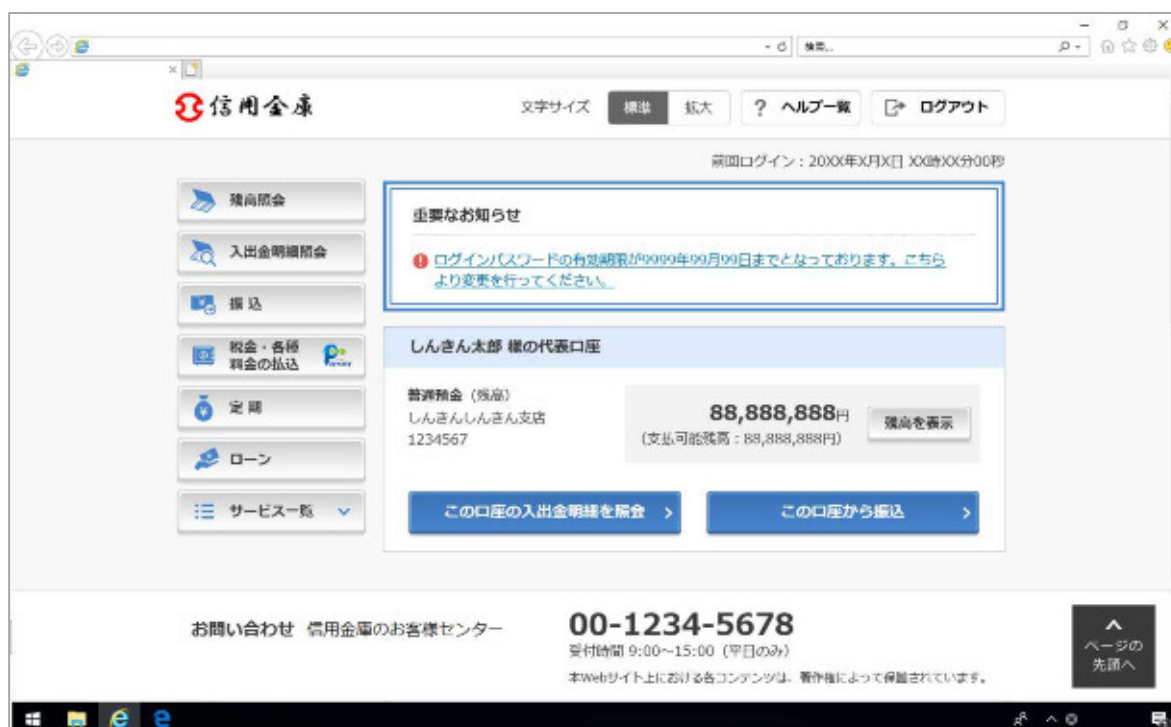 検索...
信用金庫
文字サイズ 標準 拡大 ? ヘルプ一覧 ログアウト
前回ログイン：20XX年X月X日 XX時XX分00秒
残高照会
入出金明細照会
振込
税金・各種
料金の払込
定期
ローン
サービス一覧
重要なお知らせ
ログインパスワードの有効期限が9999年99月99日までとなっております。こちら
より変更を行ってください。
しんきん太郎 様の代表口座
普通預金（残高）
しんきんしんきん支店
1234567
88,888,888円
（支払可能残高：88,888,888円）
残高を表示
この口座の入出金明細を照会
この口座から振込
お問い合わせ 信用金庫のお客様センター
00-1234-5678
受付時間 9:00～15:00（平日のみ）
本Webサイト上における各コンテンツは、著作権によって保護されています。
ページの
先頭へ